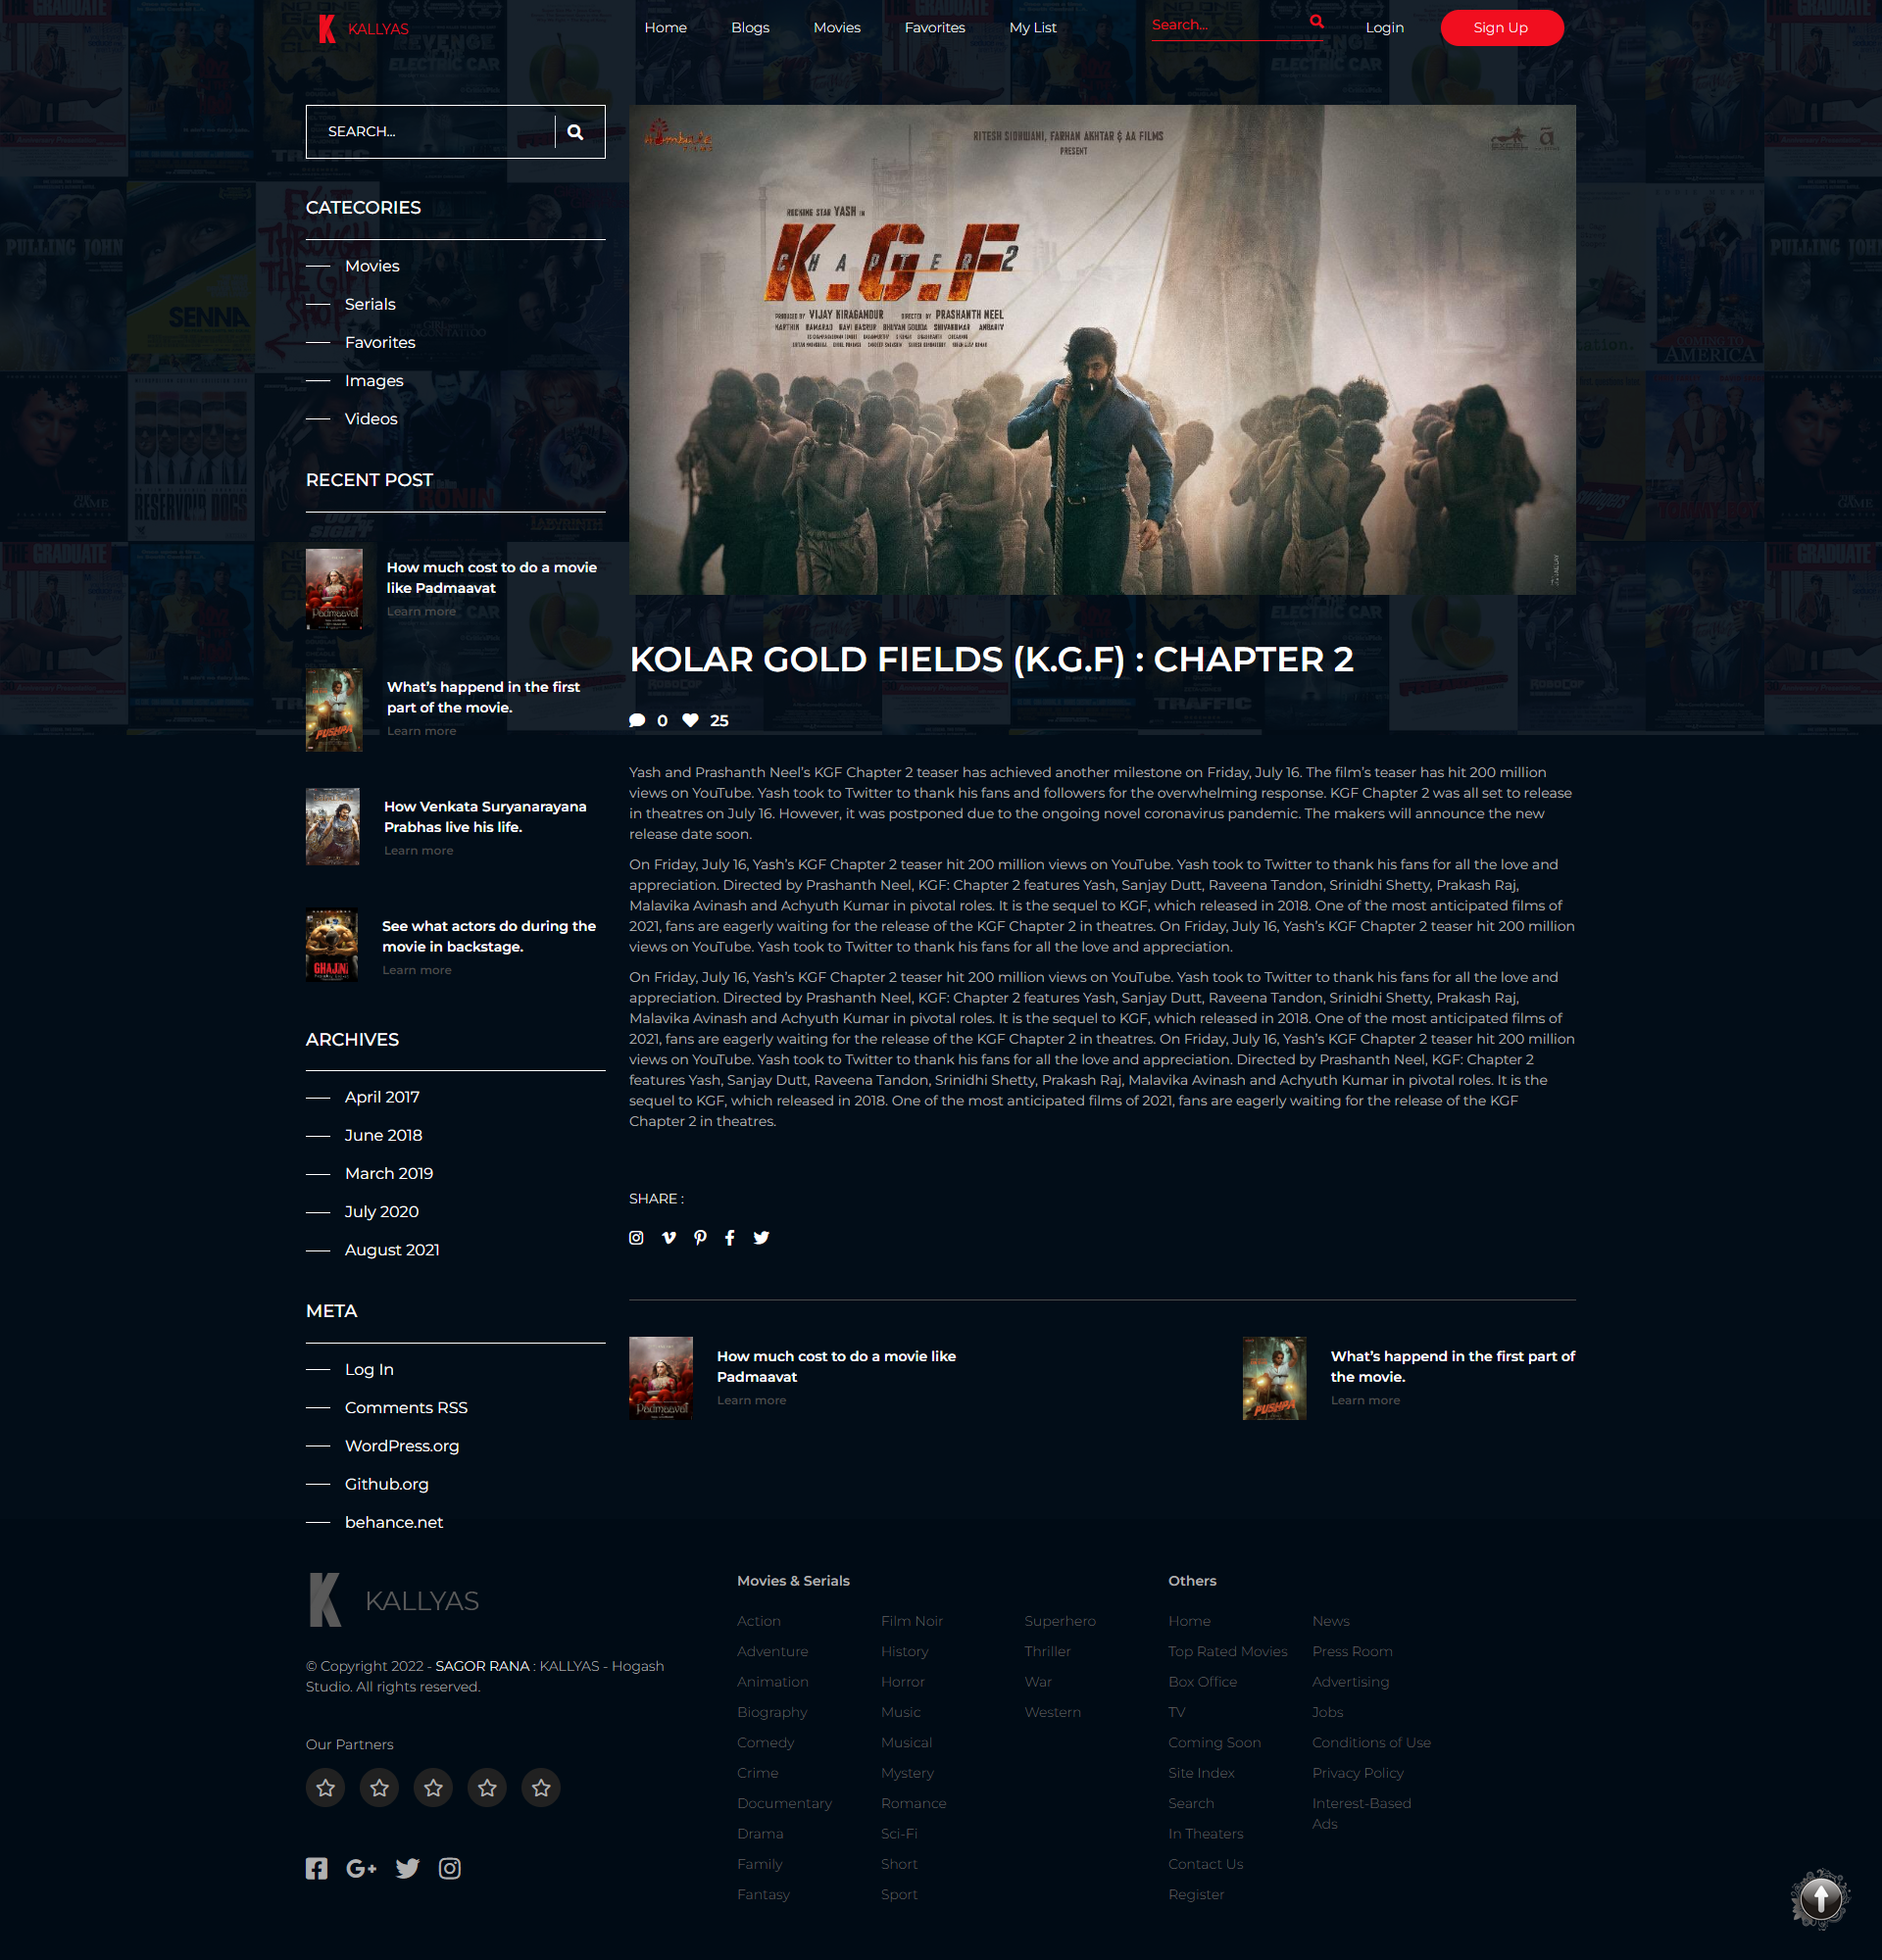 KALLYAS
Home
Blogs
Movies
Favorites
My List
Search...
Login
Sign Up
SEARCH...
CATECORIES
Movies
Serials
Favorites
Images
Videos
RECENT POST
How much cost to do a movie
like Padmaavat
Learn more
What's happend in the first
part of the movie.
Learn more
How Venkata Suryanarayana
Prabhas live his life.
Learn more
See what actors do during the
movie in backstage.
Learn more
ARCHIVES
April 2017
June 2018
March 2019
July 2020
August 2021
META
Log In
Comments RSS
WordPress.org
Github.org
behance.net
RITESH SIDHWANI, FARHAN AKHTAR & AA FILMS
PRESENT
ROCKING STAR YASH IN
K.G.F
CHAPTER 2
PRODUCED BY VIJAY KIRAGANDUR DIRECTED BY PRASHANTH NEEL
KOLAR GOLD FIELDS (K.G.F) : CHAPTER 2
0 25
Yash and Prashanth Neel's KGF Chapter 2 teaser has achieved another milestone on Friday, July 16. The film's teaser has hit 200 million
views on YouTube. Yash took to Twitter to thank his fans and followers for the overwhelming response. KGF Chapter 2 was all set to release
in theatres on July 16. However, it was postponed due to the ongoing novel coronavirus pandemic. The makers will announce the new
release date soon.
On Friday, July 16, Yash's KGF Chapter 2 teaser hit 200 million views on YouTube. Yash took to Twitter to thank his fans for all the love and
appreciation. Directed by Prashanth Neel, KGF: Chapter 2 features Yash, Sanjay Dutt, Raveena Tandon, Srinidhi Shetty, Prakash Raj,
Malavika Avinash and Achyuth Kumar in pivotal roles. It is the sequel to KGF, which released in 2018. One of the most anticipated films of
2021, fans are eagerly waiting for the release of the KGF Chapter 2 in theatres. On Friday, July 16, Yash's KGF Chapter 2 teaser hit 200 million
views on YouTube. Yash took to Twitter to thank his fans for all the love and appreciation.
On Friday, July 16, Yash's KGF Chapter 2 teaser hit 200 million views on YouTube. Yash took to Twitter to thank his fans for all the love and
appreciation. Directed by Prashanth Neel, KGF: Chapter 2 features Yash, Sanjay Dutt, Raveena Tandon, Srinidhi Shetty, Prakash Raj,
Malavika Avinash and Achyuth Kumar in pivotal roles. It is the sequel to KGF, which released in 2018. One of the most anticipated films of
2021, fans are eagerly waiting for the release of the KGF Chapter 2 in theatres. On Friday, July 16, Yash's KGF Chapter 2 teaser hit 200 million
views on YouTube. Yash took to Twitter to thank his fans for all the love and appreciation. Directed by Prashanth Neel, KGF: Chapter 2
features Yash, Sanjay Dutt, Raveena Tandon, Srinidhi Shetty, Prakash Raj, Malavika Avinash and Achyuth Kumar in pivotal roles. It is the
sequel to KGF, which released in 2018. One of the most anticipated films of 2021, fans are eagerly waiting for the release of the KGF
Chapter 2 in theatres.
SHARE :
How much cost to do a movie like
Padmaavat
Learn more
What's happend in the first part of
the movie.
Learn more
KALLYAS
© Copyright 2022 - SAGOR RANA : KALLYAS - Hogash
Studio. All rights reserved.
Our Partners
Movies & Serials
Action
Adventure
Animation
Biography
Comedy
Crime
Documentary
Drama
Family
Fantasy
Film Noir
History
Horror
Music
Musical
Mystery
Romance
Sci-Fi
Short
Sport
Superhero
Thriller
War
Western
Others
Home
Top Rated Movies
Box Office
TV
Coming Soon
Site Index
Search
In Theaters
Contact Us
Register
News
Press Room
Advertising
Jobs
Conditions of Use
Privacy Policy
Interest-Based
Ads